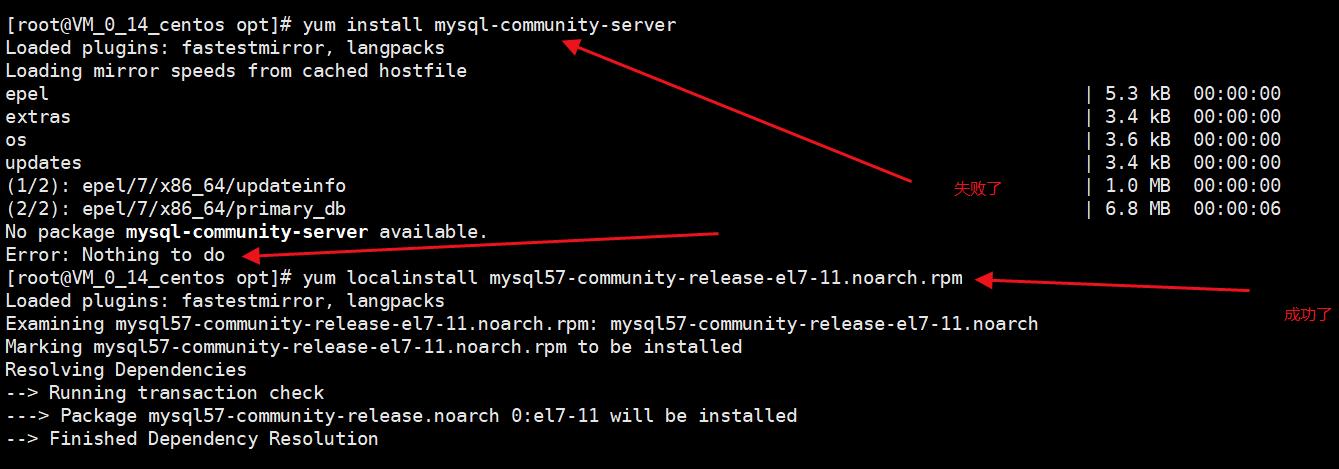 [root@VM_0_14_centos opt]# yum install mysql-community-server
Loaded plugins: fastestmirror, langpacks
Loading mirror speeds from cached hostfile
epel | 5.3 kB 00:00:00
extras | 3.4 kB 00:00:00
os | 3.6 kB 00:00:00
updates | 3.4 kB 00:00:00
(1/2): epel/7/x86_64/updateinfo | 1.0 MB 00:00:00
失败了
(2/2): epel/7/x86_64/primary_db | 6.8 MB 00:00:06
No package mysql-community-server available.
Error: Nothing to do
[root@VM_0_14_centos opt]# yum localinstall mysql57-community-release-el7-11.noarch.rpm
Loaded plugins: fastestmirror, langpacks
成功了
Examining mysql57-community-release-el7-11.noarch.rpm: mysql57-community-release-el7-11.noarch
Marking mysql57-community-release-el7-11.noarch.rpm to be installed
Resolving Dependencies
--> Running transaction check
---> Package mysql57-community-release.noarch 0:el7-11 will be installed
--> Finished Dependency Resolution